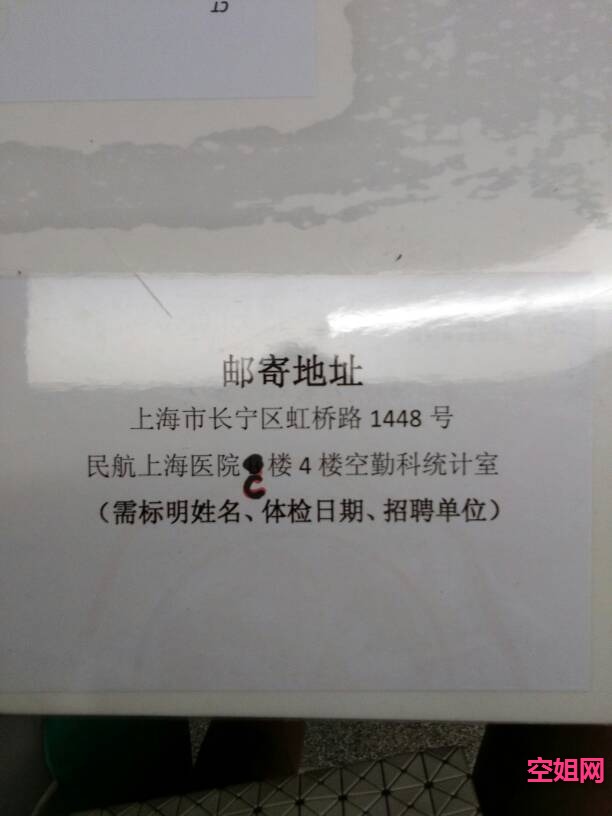 CT
邮寄地址
上海市长宁区虹桥路 1448 号
民航上海医院C楼 4 楼空勤科统计室
（需标明姓名、体检日期、招聘单位）
空姐网